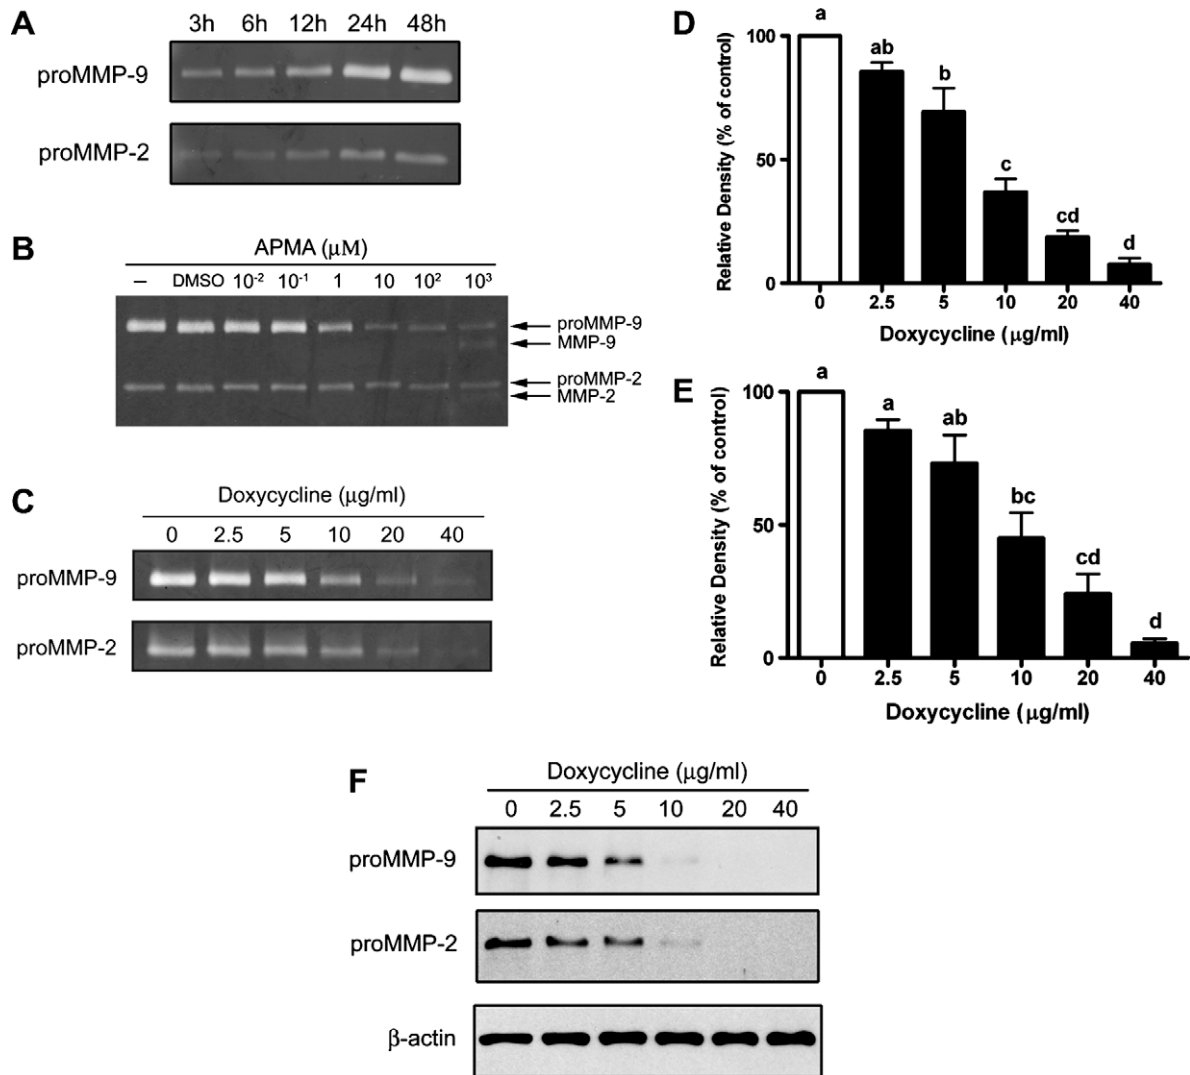 A
3h 6h 12h 24h 48h
proMMP-9
proMMP-2
B
APMA (μM)
– DMSO 10⁻² 10⁻¹ 1 10 10² 10³
proMMP-9
MMP-9
proMMP-2
MMP-2
C
Doxycycline (μg/ml)
0 2.5 5 10 20 40
proMMP-9
proMMP-2
D
Relative Density (% of control)
100
50
0
a ab b c cd d
0 2.5 5 10 20 40
Doxycycline (μg/ml)
E
Relative Density (% of control)
100
50
0
a a ab bc cd d
0 2.5 5 10 20 40
Doxycycline (μg/ml)
F
Doxycycline (μg/ml)
0 2.5 5 10 20 40
proMMP-9
proMMP-2
β-actin